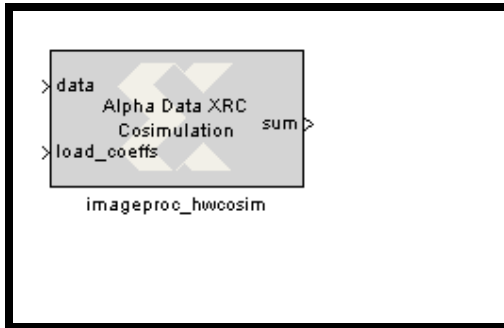 data
Alpha Data XRC
Cosimulation
sum
load_coeffs
imageproc_hwcosim